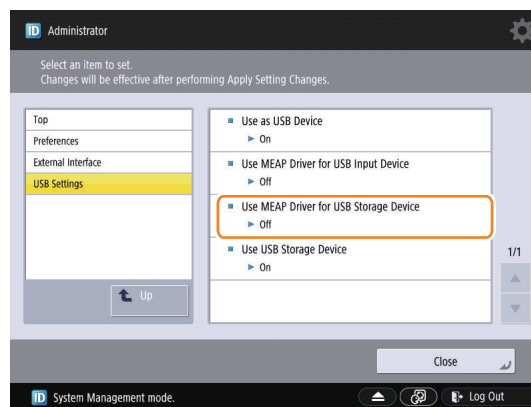 ID Administrator
Select an item to set.
Changes will be effective after performing Apply Setting Changes.
Top
Preferences
External Interface
USB Settings
Up
Use as USB Device
On
Use MEAP Driver for USB Input Device
Off
Use MEAP Driver for USB Storage Device
Off
Use USB Storage Device
On
1/1
Close
ID System Management mode.
Log Out